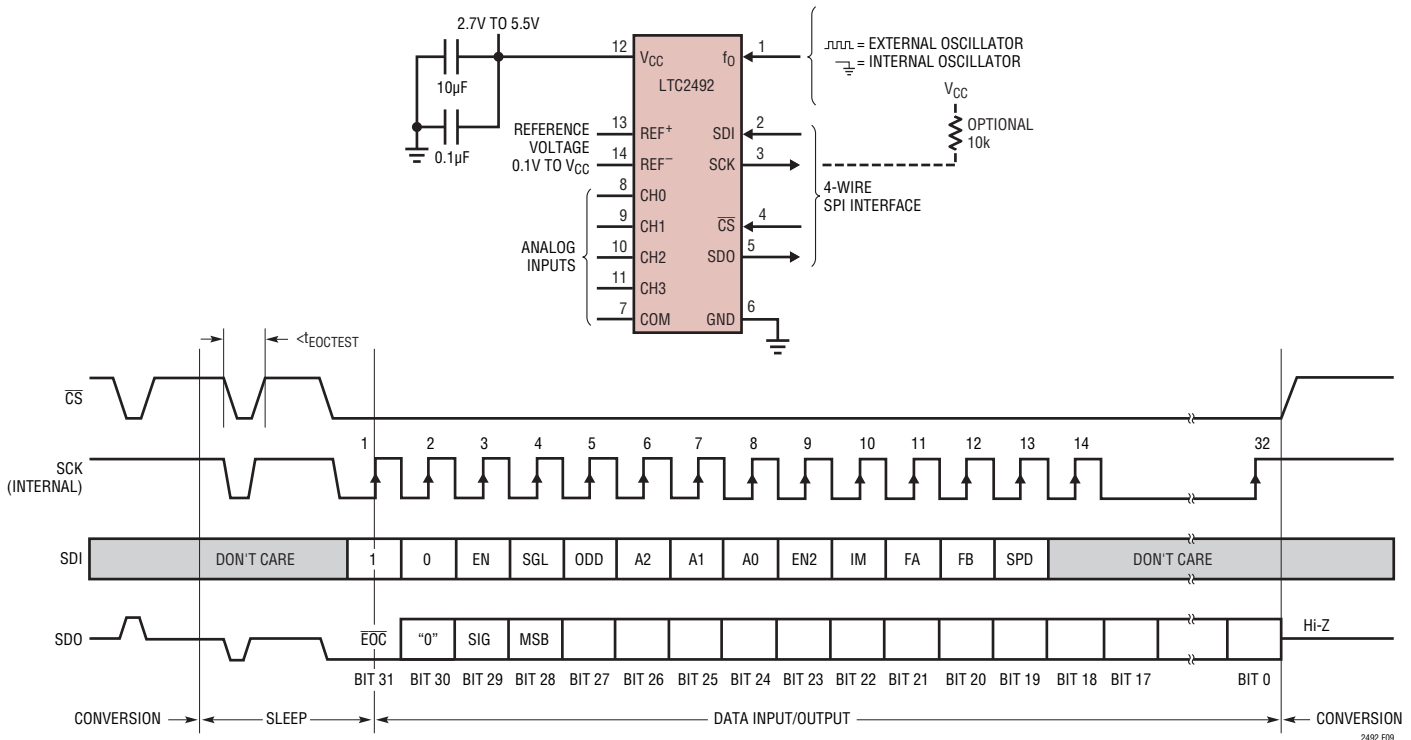 2.7V TO 5.5V
10µF
0.1µF
REFERENCE
VOLTAGE
0.1V TO VCC
ANALOG
INPUTS
12 VCC
13 REF+
14 REF–
8 CH0
9 CH1
10 CH2
11 CH3
7 COM
LTC2492
fO 1
SDI 2
SCK 3
CS 4
SDO 5
GND 6
= EXTERNAL OSCILLATOR
= INTERNAL OSCILLATOR
VCC
OPTIONAL
10k
4-WIRE
SPI INTERFACE
<tEOCTEST
CS
SCK
(INTERNAL)
1 2 3 4 5 6 7 8 9 10 11 12 13 14 32
SDI DON'T CARE 1 0 EN SGL ODD A2 A1 A0 EN2 IM FA FB SPD DON'T CARE
SDO EOC "0" SIG MSB Hi-Z
BIT 31 BIT 30 BIT 29 BIT 28 BIT 27 BIT 26 BIT 25 BIT 24 BIT 23 BIT 22 BIT 21 BIT 20 BIT 19 BIT 18 BIT 17 BIT 0
CONVERSION SLEEP DATA INPUT/OUTPUT CONVERSION
2492 F09